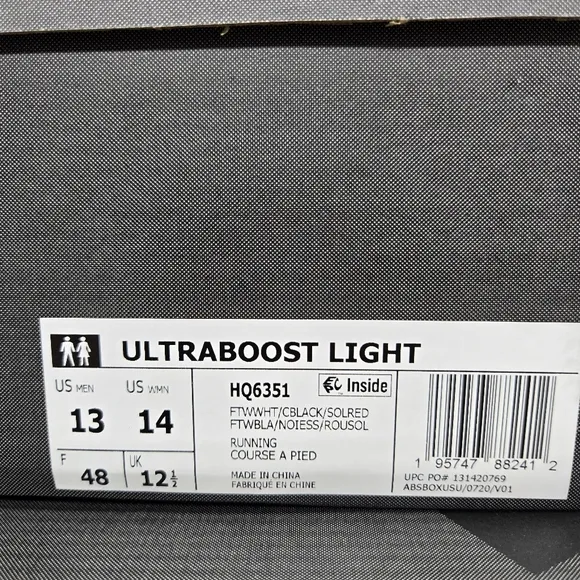 ULTRABOOST LIGHT
US MEN
13
US WMN
14
F
48
UK
12½
HQ6351
Inside
FTWWHT/CBLACK/SOLRED
FTWBLA/NOIESS/ROUSOL
RUNNING
COURSE A PIED
MADE IN CHINA
FABRIQUÉ EN CHINE
1 95747 88241 2
UPC PO# 131420769
ABSBOXUSU/0720/V01